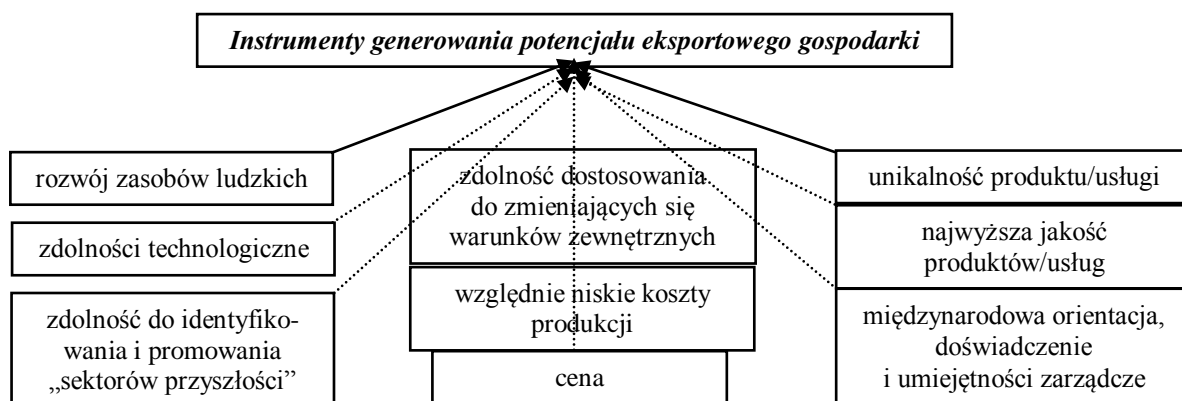 Instrumenty generowania potencjału eksportowego gospodarki
rozwój zasobów ludzkich
zdolności technologiczne
zdolność do identyfiko-
wania i promowania
„sektorów przyszłości”
zdolność dostosowania
do zmieniających się
warunków zewnętrznych
względnie niskie koszty
produkcji
cena
unikalność produktu/usługi
najwyższa jakość
produktów/usług
międzynarodowa orientacja,
doświadczenie
i umiejętności zarządcze